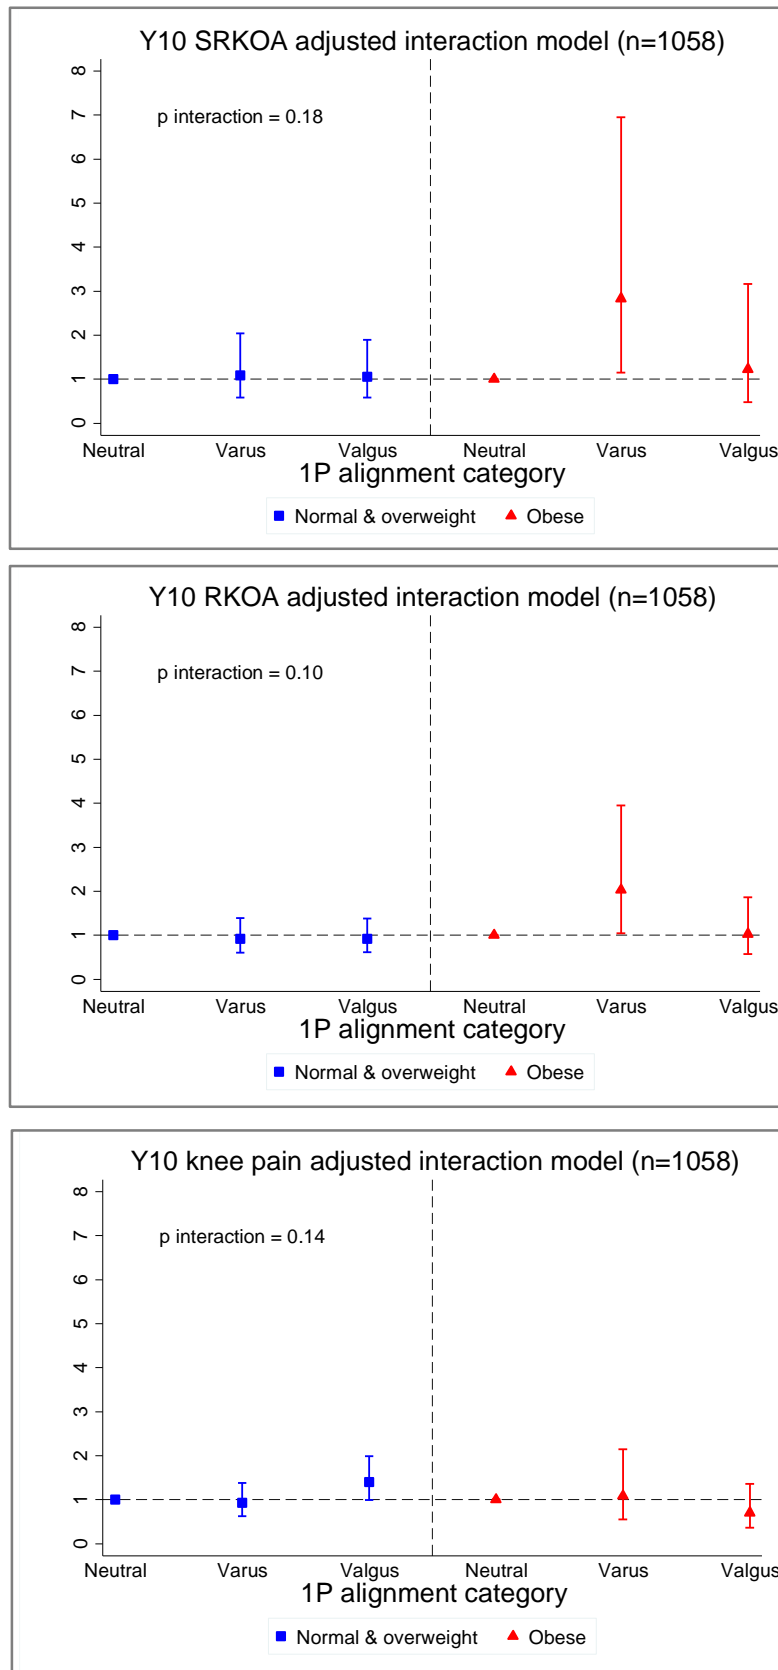 Y10 SRKOA adjusted interaction model (n=1058)
8
p interaction = 0.18
7
6
5
4
3
2
1
0
Neutral Varus Valgus Neutral Varus Valgus
1P alignment category
Normal & overweight Obese
Y10 RKOA adjusted interaction model (n=1058)
8
p interaction = 0.10
7
6
5
4
3
2
1
0
Neutral Varus Valgus Neutral Varus Valgus
1P alignment category
Normal & overweight Obese
Y10 knee pain adjusted interaction model (n=1058)
8
p interaction = 0.14
7
6
5
4
3
2
1
0
Neutral Varus Valgus Neutral Varus Valgus
1P alignment category
Normal & overweight Obese